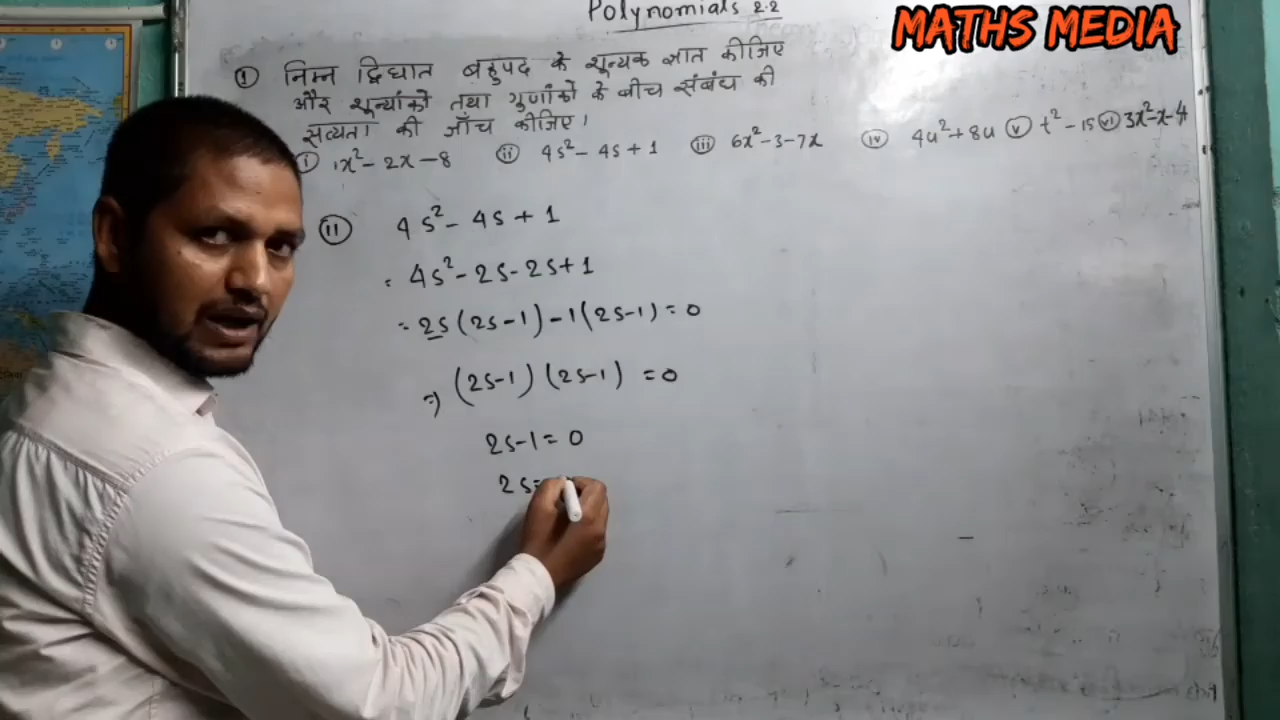 Polynomials 2.2
MATHS MEDIA
① निम्न द्विघात बहुपद के शून्यक ज्ञात कीजिए
और शून्यांको तथा गुणांको के बीच संबंध की
सत्यता की जाँच कीजिए।
ⓘ x² - 2x - 8 ⓘⓘ 4s² - 4s + 1 ⓘⓘⓘ 6x² - 3 - 7x ⓘⓥ 4u² + 8u ⓥ t² - 15 ⓥⓘ 3x² - x - 4
ⓘⓘ 4s² - 4s + 1
= 4s² - 2s - 2s + 1
= 2s (2s - 1) - 1 (2s - 1) = 0
⇒ (2s - 1) (2s - 1) = 0
2s - 1 = 0
2s =